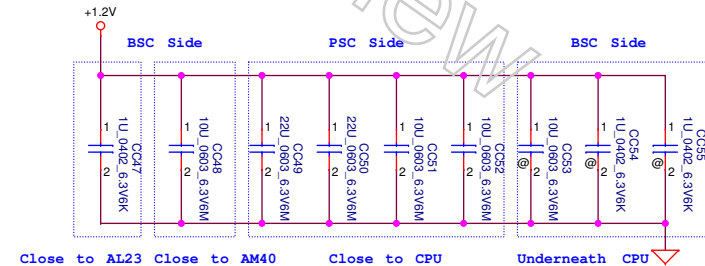 +1.2V
BSC Side
PSC Side
BSC Side
1
2
CC47
1U_0402_6.3V6K
1
2
CC48
10U_0603_6.3V6M
1
2
CC49
22U_0603_6.3V6M
1
2
CC50
22U_0603_6.3V6M
1
2
CC51
10U_0603_6.3V6M
1
2
CC52
10U_0603_6.3V6M
1
2
@
CC53
10U_0603_6.3V6M
1
2
@
CC54
1U_0402_6.3V6K
1
2
@
CC55
1U_0402_6.3V6K
Close to AL23
Close to AM40
Close to CPU
Underneath CPU